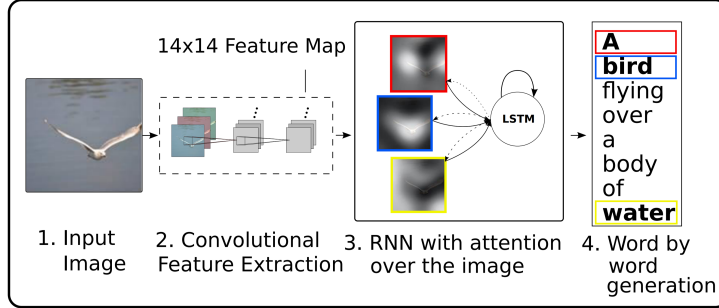 14x14 Feature Map
LSTM
A
bird
flying
over
a
body
of
water
1. Input
Image
2. Convolutional
Feature Extraction
3. RNN with attention
over the image
4. Word by
word
generation